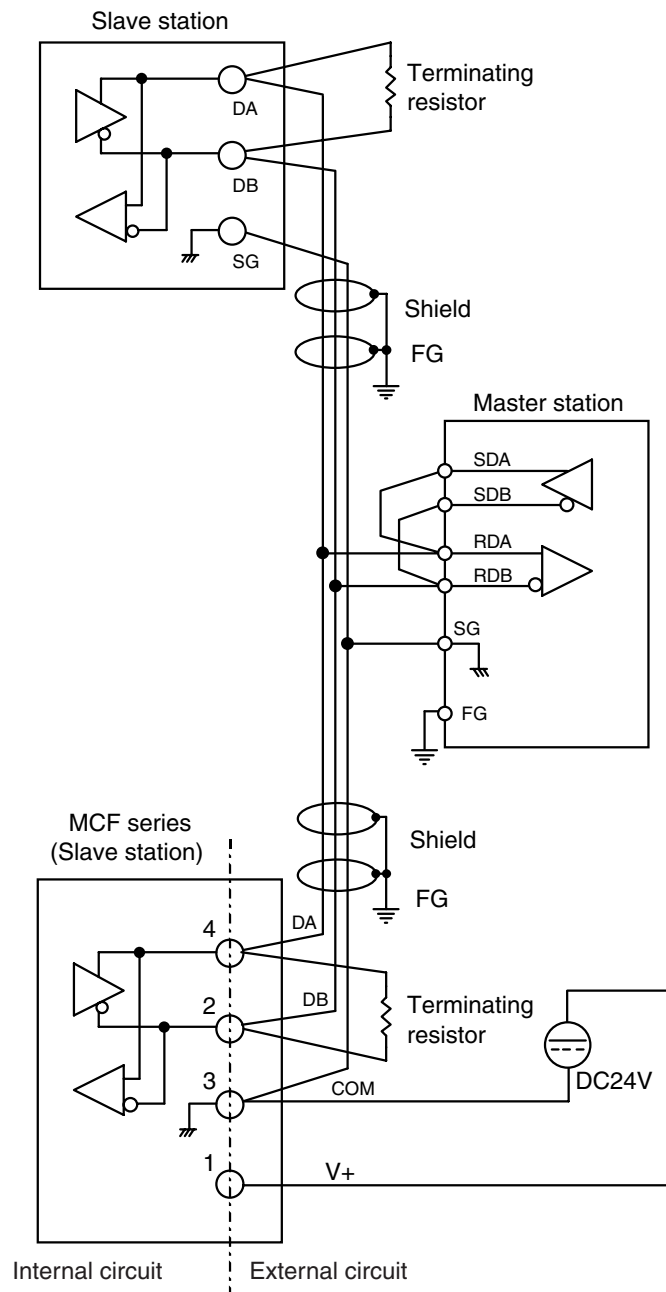 Slave station
DA
DB
SG
Terminating
resistor
Shield
FG
Master station
SDA
SDB
RDA
RDB
SG
FG
MCF series
(Slave station)
Shield
FG
4
DA
2
DB
3
COM
1
V+
Terminating
resistor
DC24V
Internal circuit
External circuit